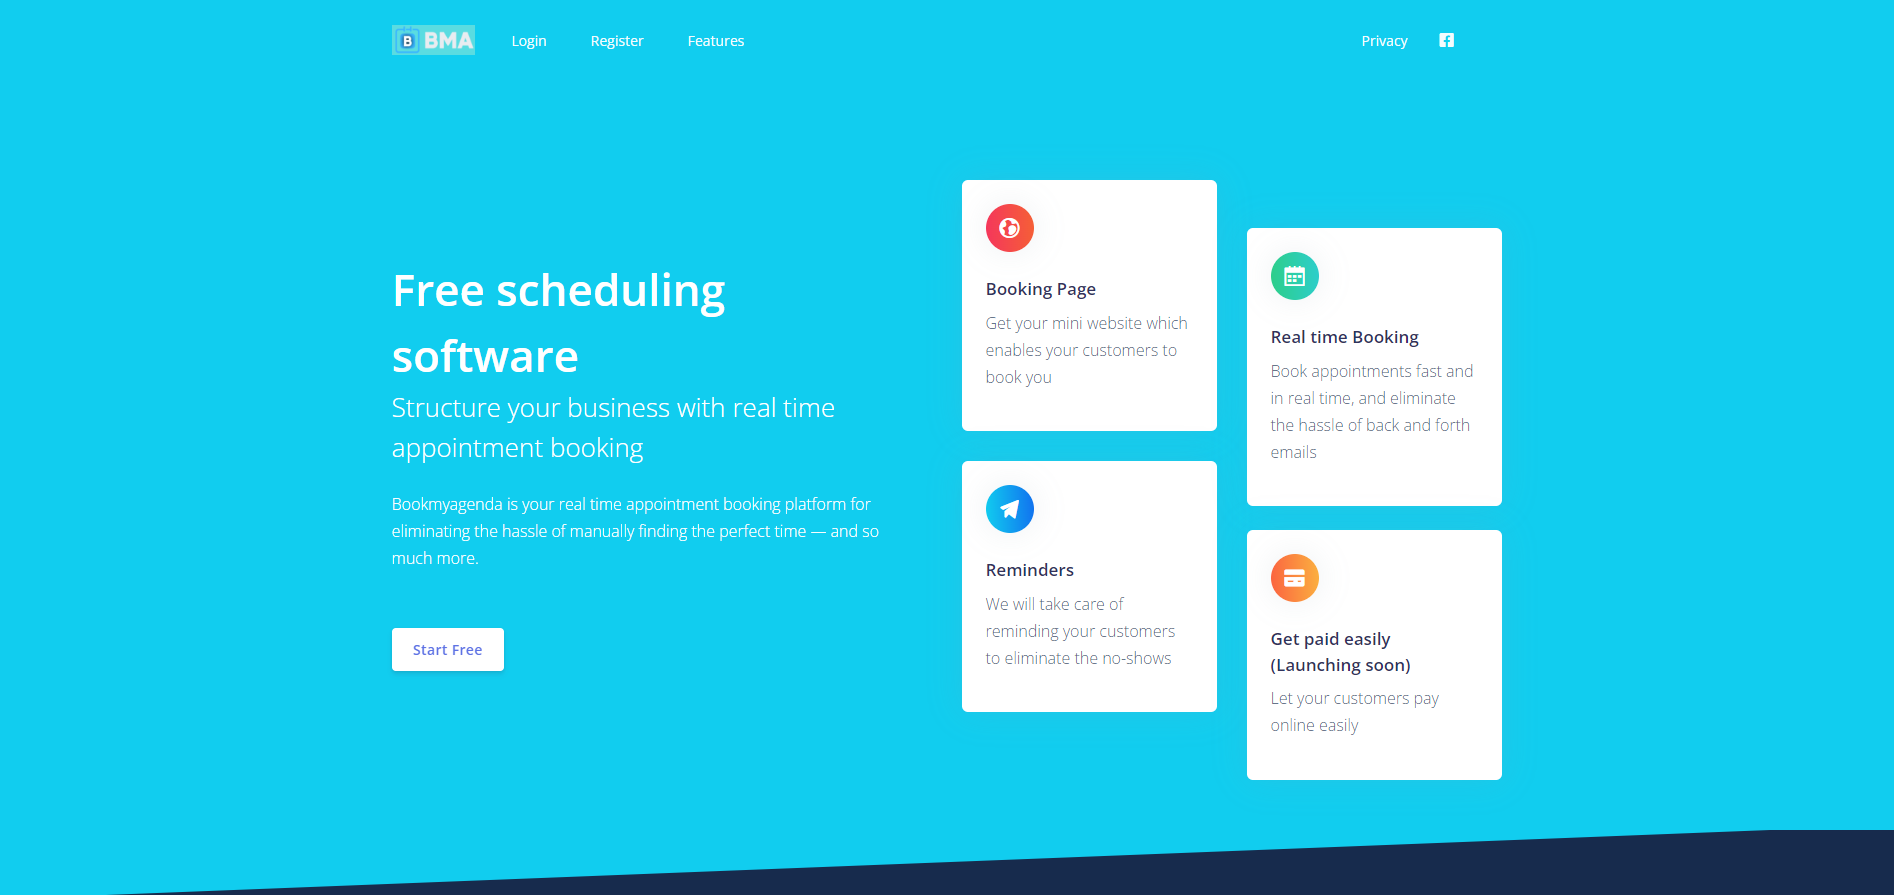 B BMA
Login
Register
Features
Privacy
Free scheduling
software
Structure your business with real time
appointment booking
Bookmyagenda is your real time appointment booking platform for
eliminating the hassle of manually finding the perfect time — and so
much more.
Start Free
Booking Page
Get your mini website which
enables your customers to
book you
Reminders
We will take care of
reminding your customers
to eliminate the no-shows
Real time Booking
Book appointments fast and
in real time, and eliminate
the hassle of back and forth
emails
Get paid easily
(Launching soon)
Let your customers pay
online easily